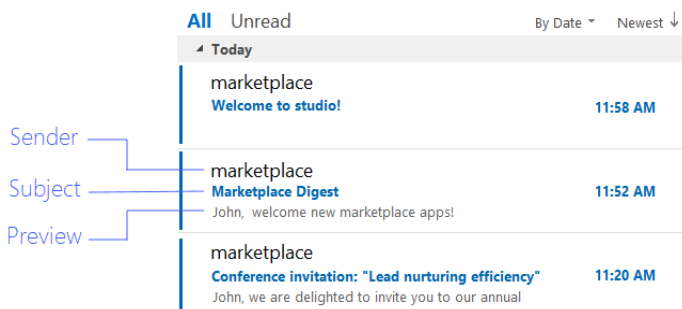 All Unread By Date Newest
Today
marketplace
Welcome to studio! 11:58 AM
Sender
marketplace
Subject Marketplace Digest 11:52 AM
Preview John, welcome new marketplace apps!
marketplace
Conference invitation: "Lead nurturing efficiency" 11:20 AM
John, we are delighted to invite you to our annual